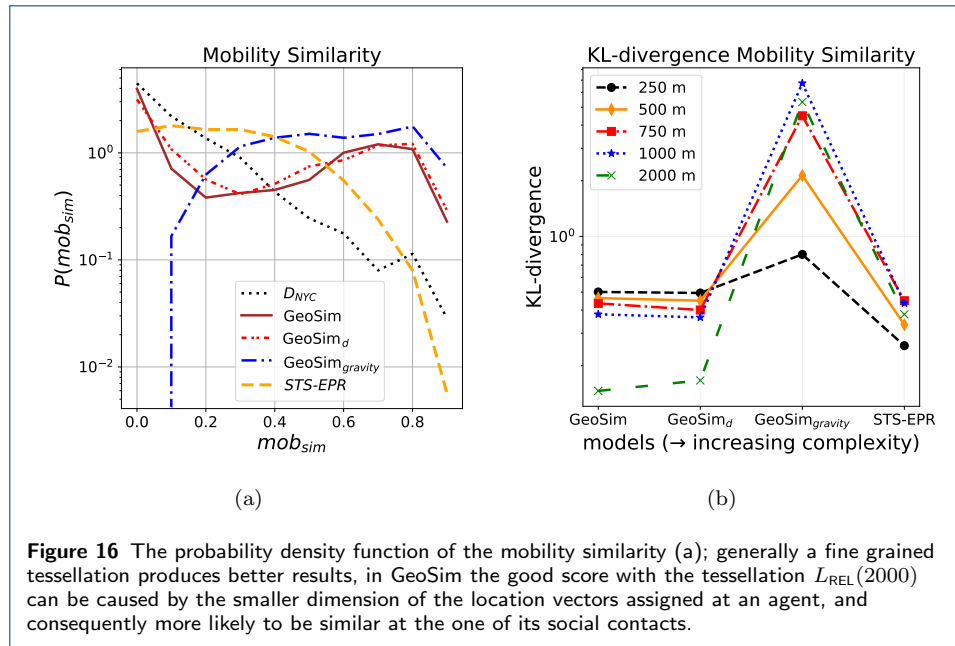 Mobility Similarity
P(mob_sim)
10^0
10^{-1}
10^{-2}
D_NYC
GeoSim
GeoSim_d
GeoSim_gravity
STS-EPR
0.0 0.2 0.4 0.6 0.8
mob_sim
(a)
KL-divergence Mobility Similarity
KL-divergence
10^0
250 m
500 m
750 m
1000 m
2000 m
GeoSim GeoSim_d GeoSim_gravity STS-EPR
models (→ increasing complexity)
(b)
Figure 16 The probability density function of the mobility similarity (a); generally a fine grained
tessellation produces better results, in GeoSim the good score with the tessellation L_REL(2000)
can be caused by the smaller dimension of the location vectors assigned at an agent, and
consequently more likely to be similar at the one of its social contacts.